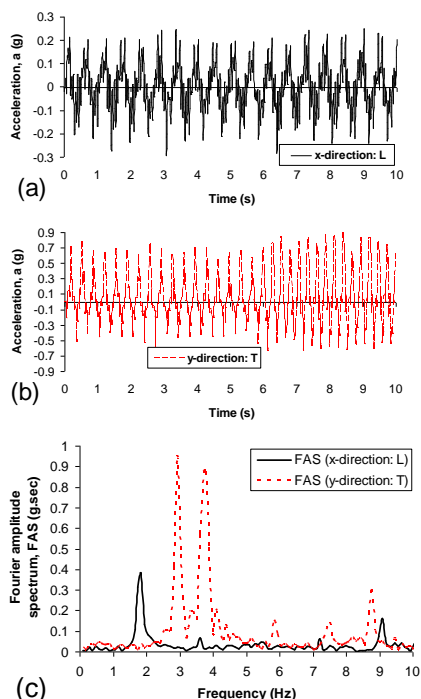 0.3
0.2
0.1
0
-0.1
-0.2
-0.3
Acceleration, a (g)
x-direction: L
0 1 2 3 4 5 6 7 8 9 10
Time (s)
(a)
0.9
0.7
0.5
0.3
0.1
-0.1
-0.3
-0.5
-0.7
-0.9
Acceleration, a (g)
y-direction: T
0 1 2 3 4 5 6 7 8 9 10
Time (s)
(b)
1
0.9
0.8
0.7
0.6
0.5
0.4
0.3
0.2
0.1
0
Fourier amplitude
spectrum, FAS (g.sec)
FAS (x-direction: L)
FAS (y-direction: T)
0 1 2 3 4 5 6 7 8 9 10
Frequency (Hz)
(c)